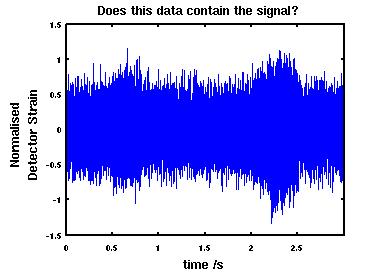 Does this data contain the signal?
1.5
1
0.5
0
-0.5
-1
-1.5
Normalised
Detector Strain
0 0.5 1 1.5 2 2.5
time /s